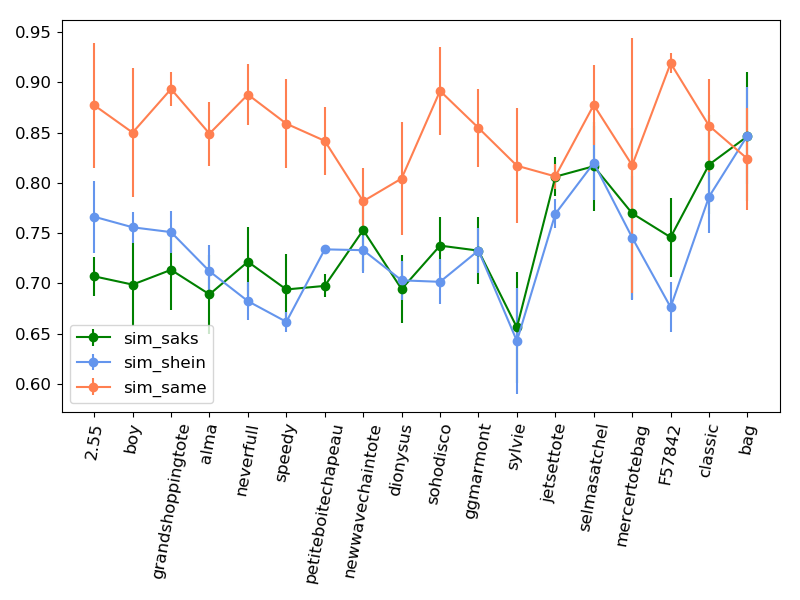 0.95
0.90
0.85
0.80
0.75
0.70
0.65
0.60
sim_saks
sim_shein
sim_same
2.55
boy
grandshoppingtote
alma
neverfull
speedy
petiteboitechapeau
newwavechaintote
dionysus
sohodisco
ggmarmont
sylvie
jetsettote
selmasatchel
mercertotebag
F57842
classic
bag